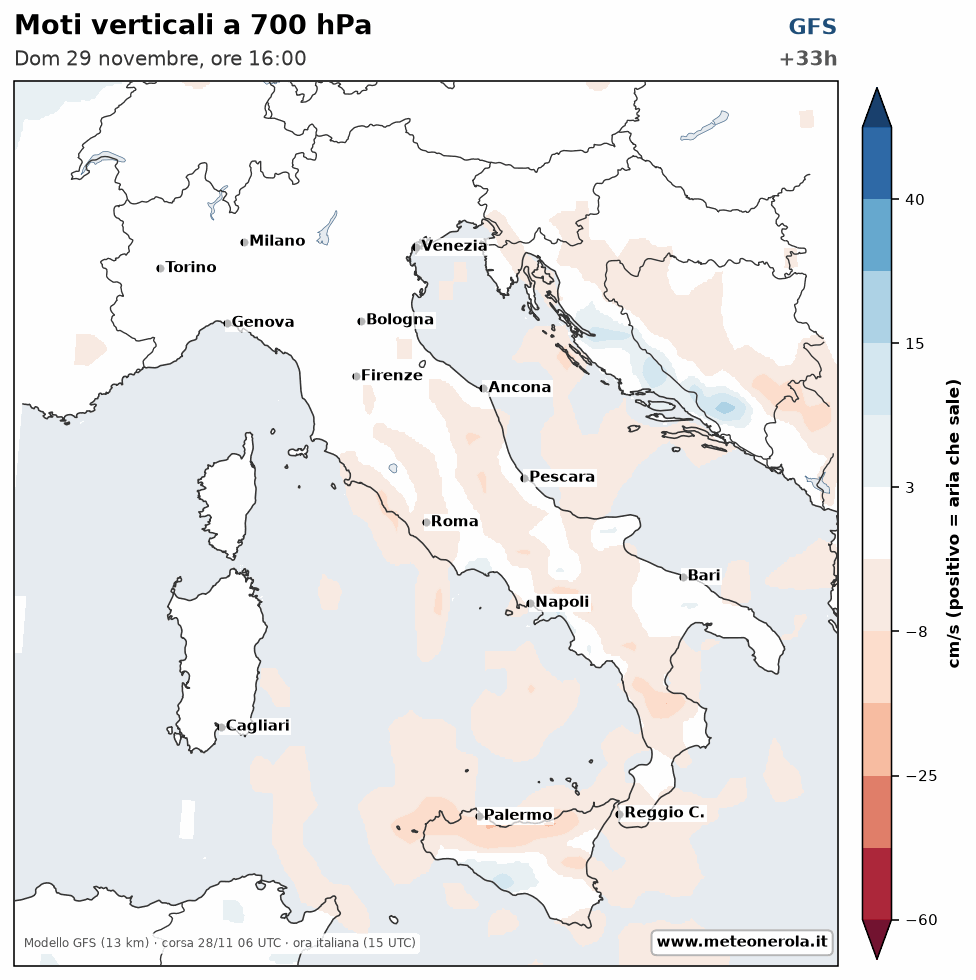 Moti verticali a 700 hPa
GFS
Dom 29 novembre, ore 16:00
+33h
Milano
Venezia
Torino
Genova
Bologna
Firenze
Ancona
Pescara
Roma
Bari
Napoli
Cagliari
Palermo
Reggio C.
40
15
3
−8
−25
−60
cm/s (positivo = aria che sale)
Modello GFS (13 km) · corsa 28/11 06 UTC · ora italiana (15 UTC)
www.meteonerola.it